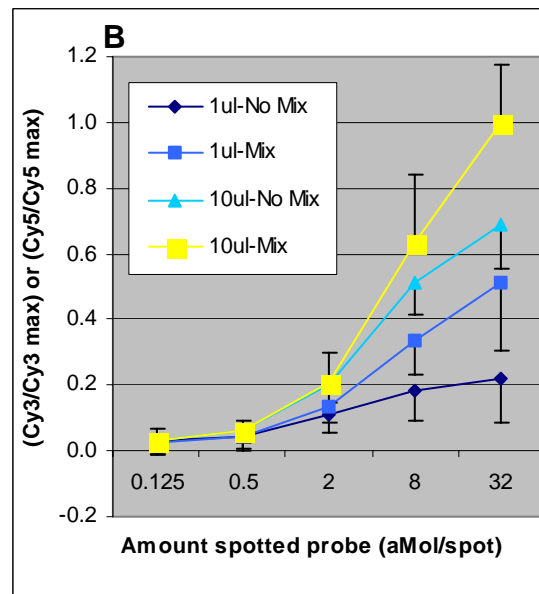 B
(Cy3/Cy3 max) or (Cy5/Cy5 max)
1.2
1.0
0.8
0.6
0.4
0.2
0.0
-0.2
1ul-No Mix
1ul-Mix
10ul-No Mix
10ul-Mix
0.125 0.5 2 8 32
Amount spotted probe (aMol/spot)